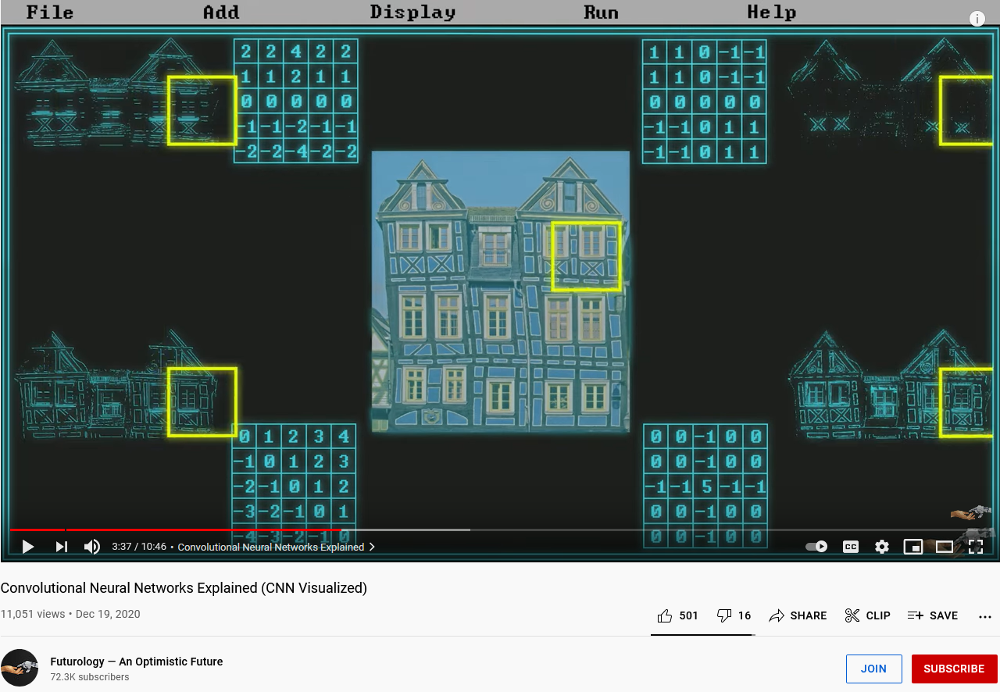 File Add Display Run Help
2 2 4 2 2
1 1 2 1 1
0 0 0 0 0
-1 -1 -2 -1 -1
-2 -2 -4 -2 -2
1 1 0 -1 -1
1 1 0 -1 -1
0 0 0 0 0
-1 -1 0 1 1
-1 -1 0 1 1
0 1 2 3 4
-1 0 1 2 3
-2 -1 0 1 2
-3 -2 -1 0 1
-4 -3 -2 -1 0
0 0 -1 0 0
0 0 -1 0 0
-1 -1 5 -1 -1
0 0 -1 0 0
0 0 -1 0 0
3:37 / 10:46 • Convolutional Neural Networks Explained
CC
Convolutional Neural Networks Explained (CNN Visualized)
11,051 views • Dec 19, 2020
501 16 SHARE CLIP SAVE
Futurology — An Optimistic Future
72.3K subscribers
JOIN SUBSCRIBE